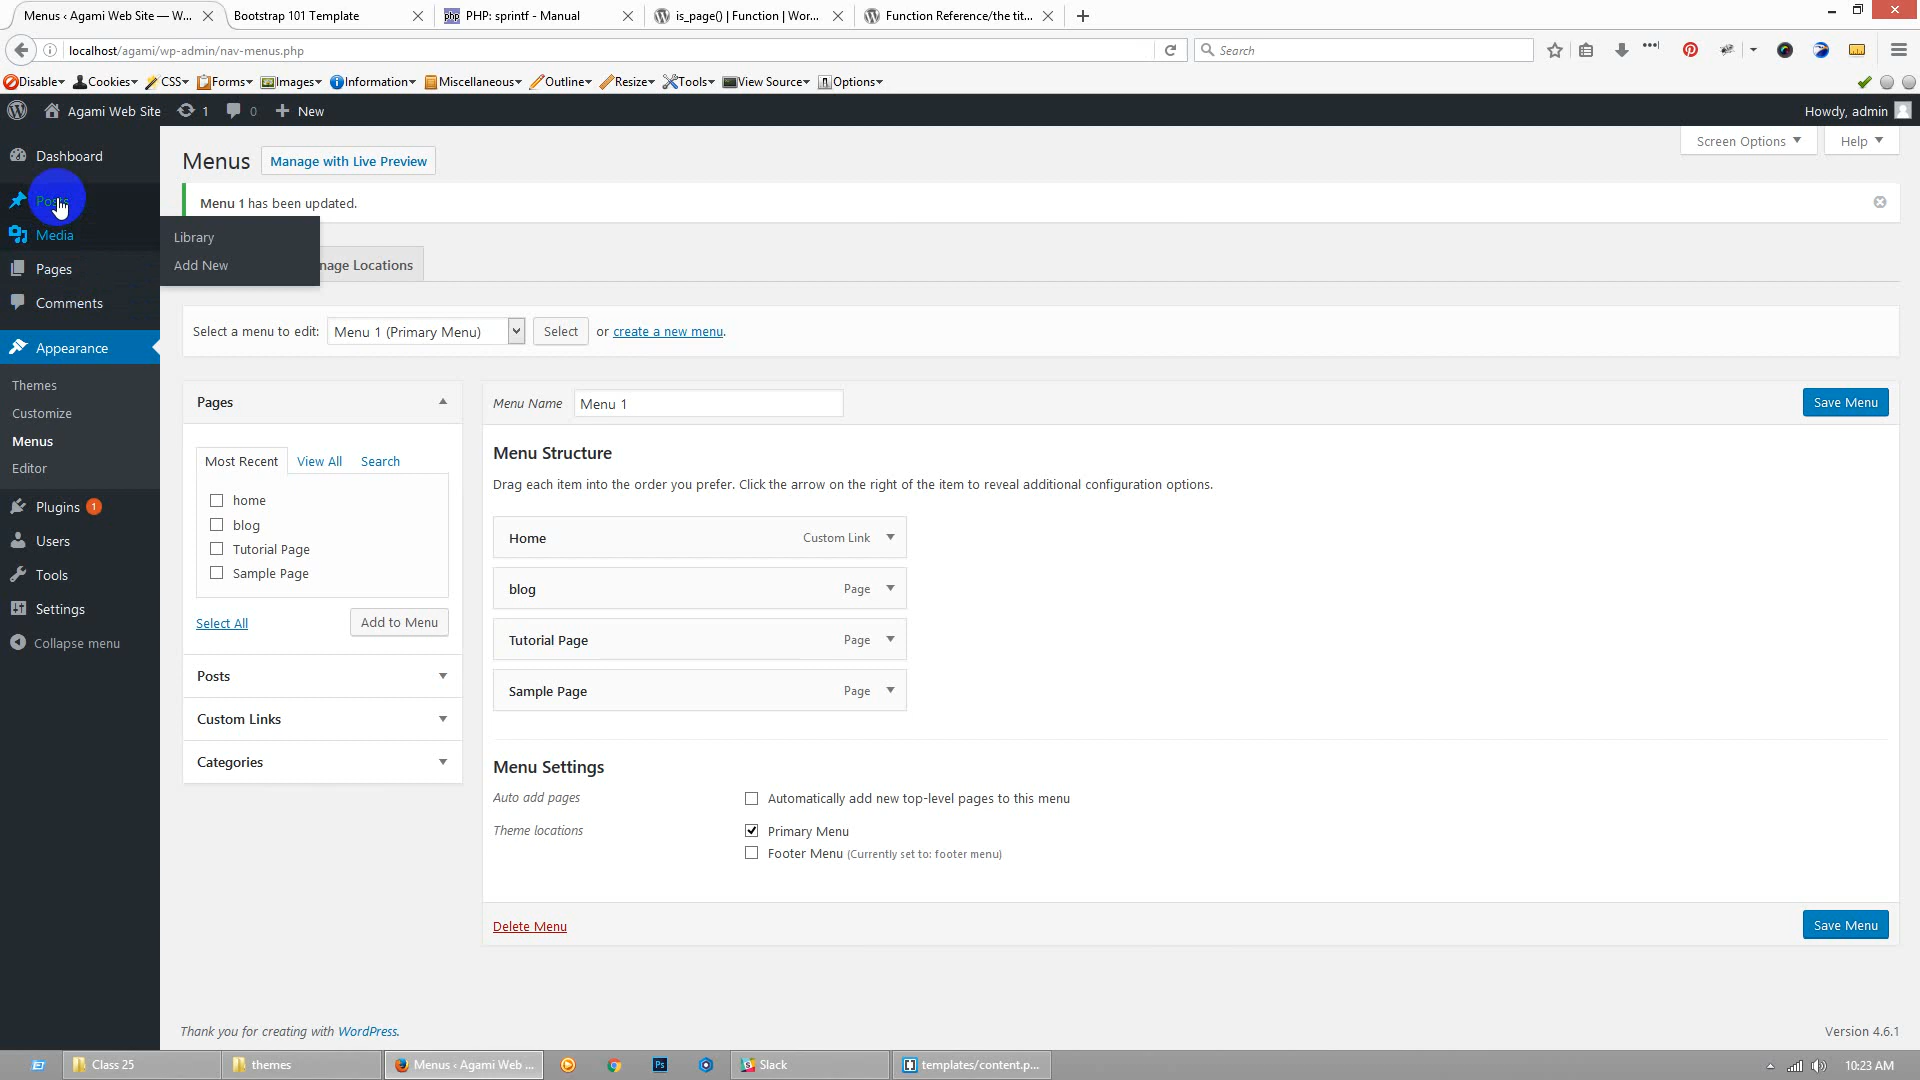 Menus ‹ Agami Web Site — W...
Bootstrap 101 Template
php PHP: sprintf - Manual
is_page() | Function | Wor...
Function Reference/the tit...
localhost/agami/wp-admin/nav-menus.php
Search
Disable Cookies CSS Forms Images Information Miscellaneous Outline Resize Tools View Source Options
Agami Web Site 1 0 New
Howdy, admin
Dashboard
Posts
Media
Pages
Comments
Appearance
Themes
Customize
Menus
Editor
Plugins 1
Users
Tools
Settings
Collapse menu
Library
Add New
Screen Options
Help
Menus
Manage with Live Preview
Menu 1 has been updated.
nage Locations
Select a menu to edit: Menu 1 (Primary Menu) Select or create a new menu.
Pages
Most Recent View All Search
home
blog
Tutorial Page
Sample Page
Select All
Add to Menu
Posts
Custom Links
Categories
Menu Name Menu 1
Save Menu
Menu Structure
Drag each item into the order you prefer. Click the arrow on the right of the item to reveal additional configuration options.
Home Custom Link
blog Page
Tutorial Page Page
Sample Page Page
Menu Settings
Auto add pages
Automatically add new top-level pages to this menu
Theme locations
Primary Menu
Footer Menu (Currently set to: footer menu)
Delete Menu
Save Menu
Thank you for creating with WordPress.
Version 4.6.1
Class 25
themes
Menus ‹ Agami Web ...
Ps
Slack
templates/content.p...
10:23 AM